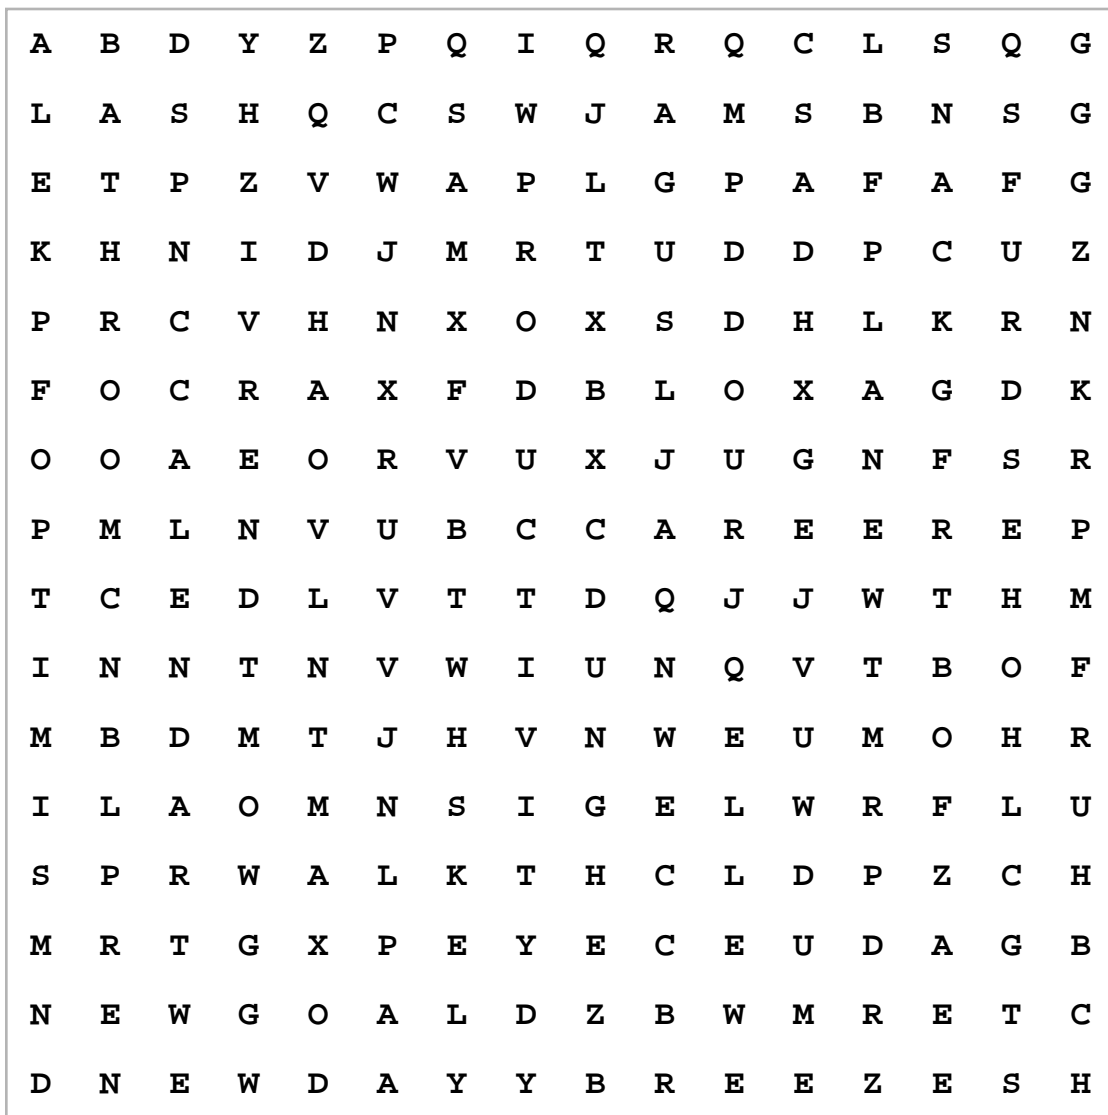 A B D Y Z P Q I Q R Q C L S Q G
L A S H Q C S W J A M S B N S G
E T P Z V W A P L G P A F A F G
K H N I D J M R T U D D P C U Z
P R C V H N X O X S D H L K R N
F O C R A X F D B L O X A G D K
O O A E O R V U X J U G N F S R
P M L N V U B C C A R E E R E P
T C E D L V T T D Q J J W T H M
I N N T N V W I U N Q V T B O F
M B D M T J H V N W E U M O H R
I L A O M N S I G E L W R F L U
S P R W A L K T H C L D P Z C H
M R T G X P E Y E C E U D A G B
N E W G O A L D Z B W M R E T C
D N E W D A Y Y B R E E Z E S H